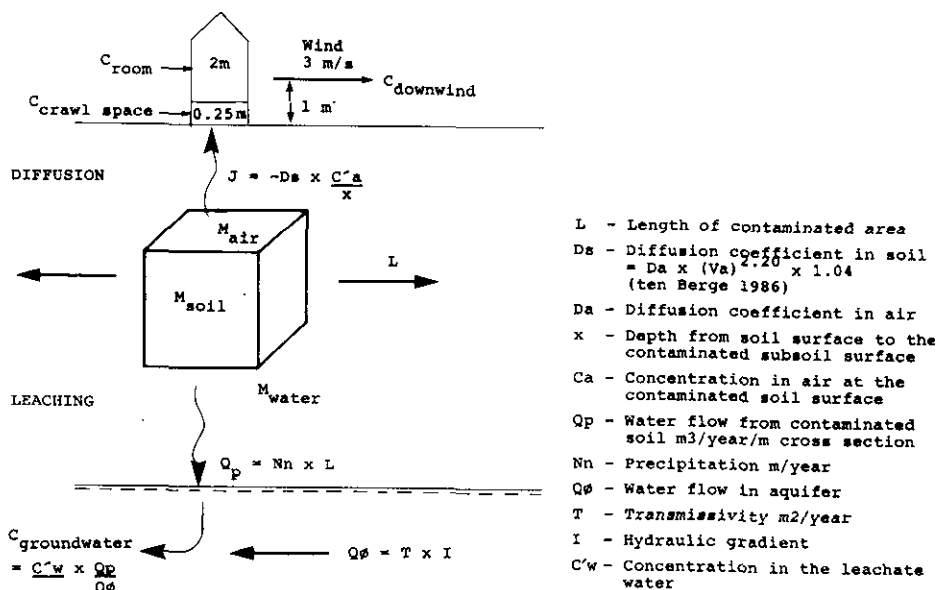 Wind
3 m/s
C room
2m
C downwind
C crawl space
0.25m
1 m
DIFFUSION
J = -Ds x C'a
x
M air
L
M soil
M water
LEACHING
Qp = Nn x L
C groundwater
= C'w x Qp
QØ
QØ = T x I
L - Length of contaminated area
Ds - Diffusion coefficient in soil
= Da x (Va)^2.20 x 1.04
(ten Berge 1986)
Da - Diffusion coefficient in air
x - Depth from soil surface to the
contaminated subsoil surface
Ca - Concentration in air at the
contaminated soil surface
Qp - Water flow from contaminated
soil m3/year/m cross section
Nn - Precipitation m/year
QØ - Water flow in aquifer
T - Transmissivity m2/year
I - Hydraulic gradient
C'w - Concentration in the leachate
water